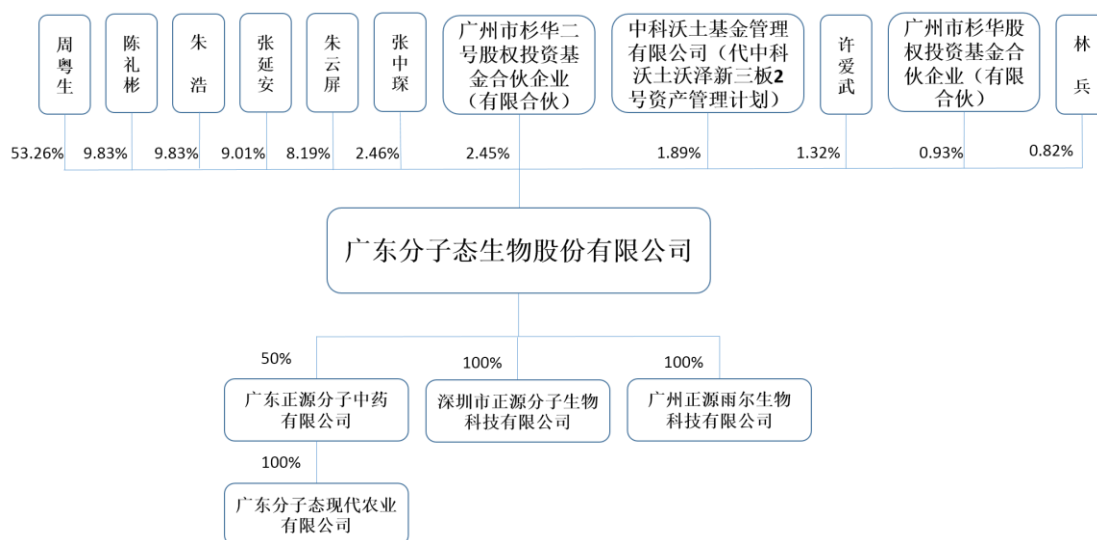 周粤生
陈礼彬
朱浩
张延安
朱云屏
张中琛
广州市杉华二
号股权投资基
金合伙企业
（有限合伙）
中科沃土基金管理
有限公司（代中科
沃土沃泽新三板2
号资产管理计划）
许爱武
广州市杉华股
权投资基金合
伙企业（有限
合伙）
林兵
53.26%
9.83%
9.83%
9.01%
8.19%
2.46%
2.45%
1.89%
1.32%
0.93%
0.82%
广东分子态生物股份有限公司
50%
100%
100%
广东正源分子中药
有限公司
深圳市正源分子生物
科技有限公司
广州正源雨尔生物
科技有限公司
100%
广东分子态现代农业
有限公司